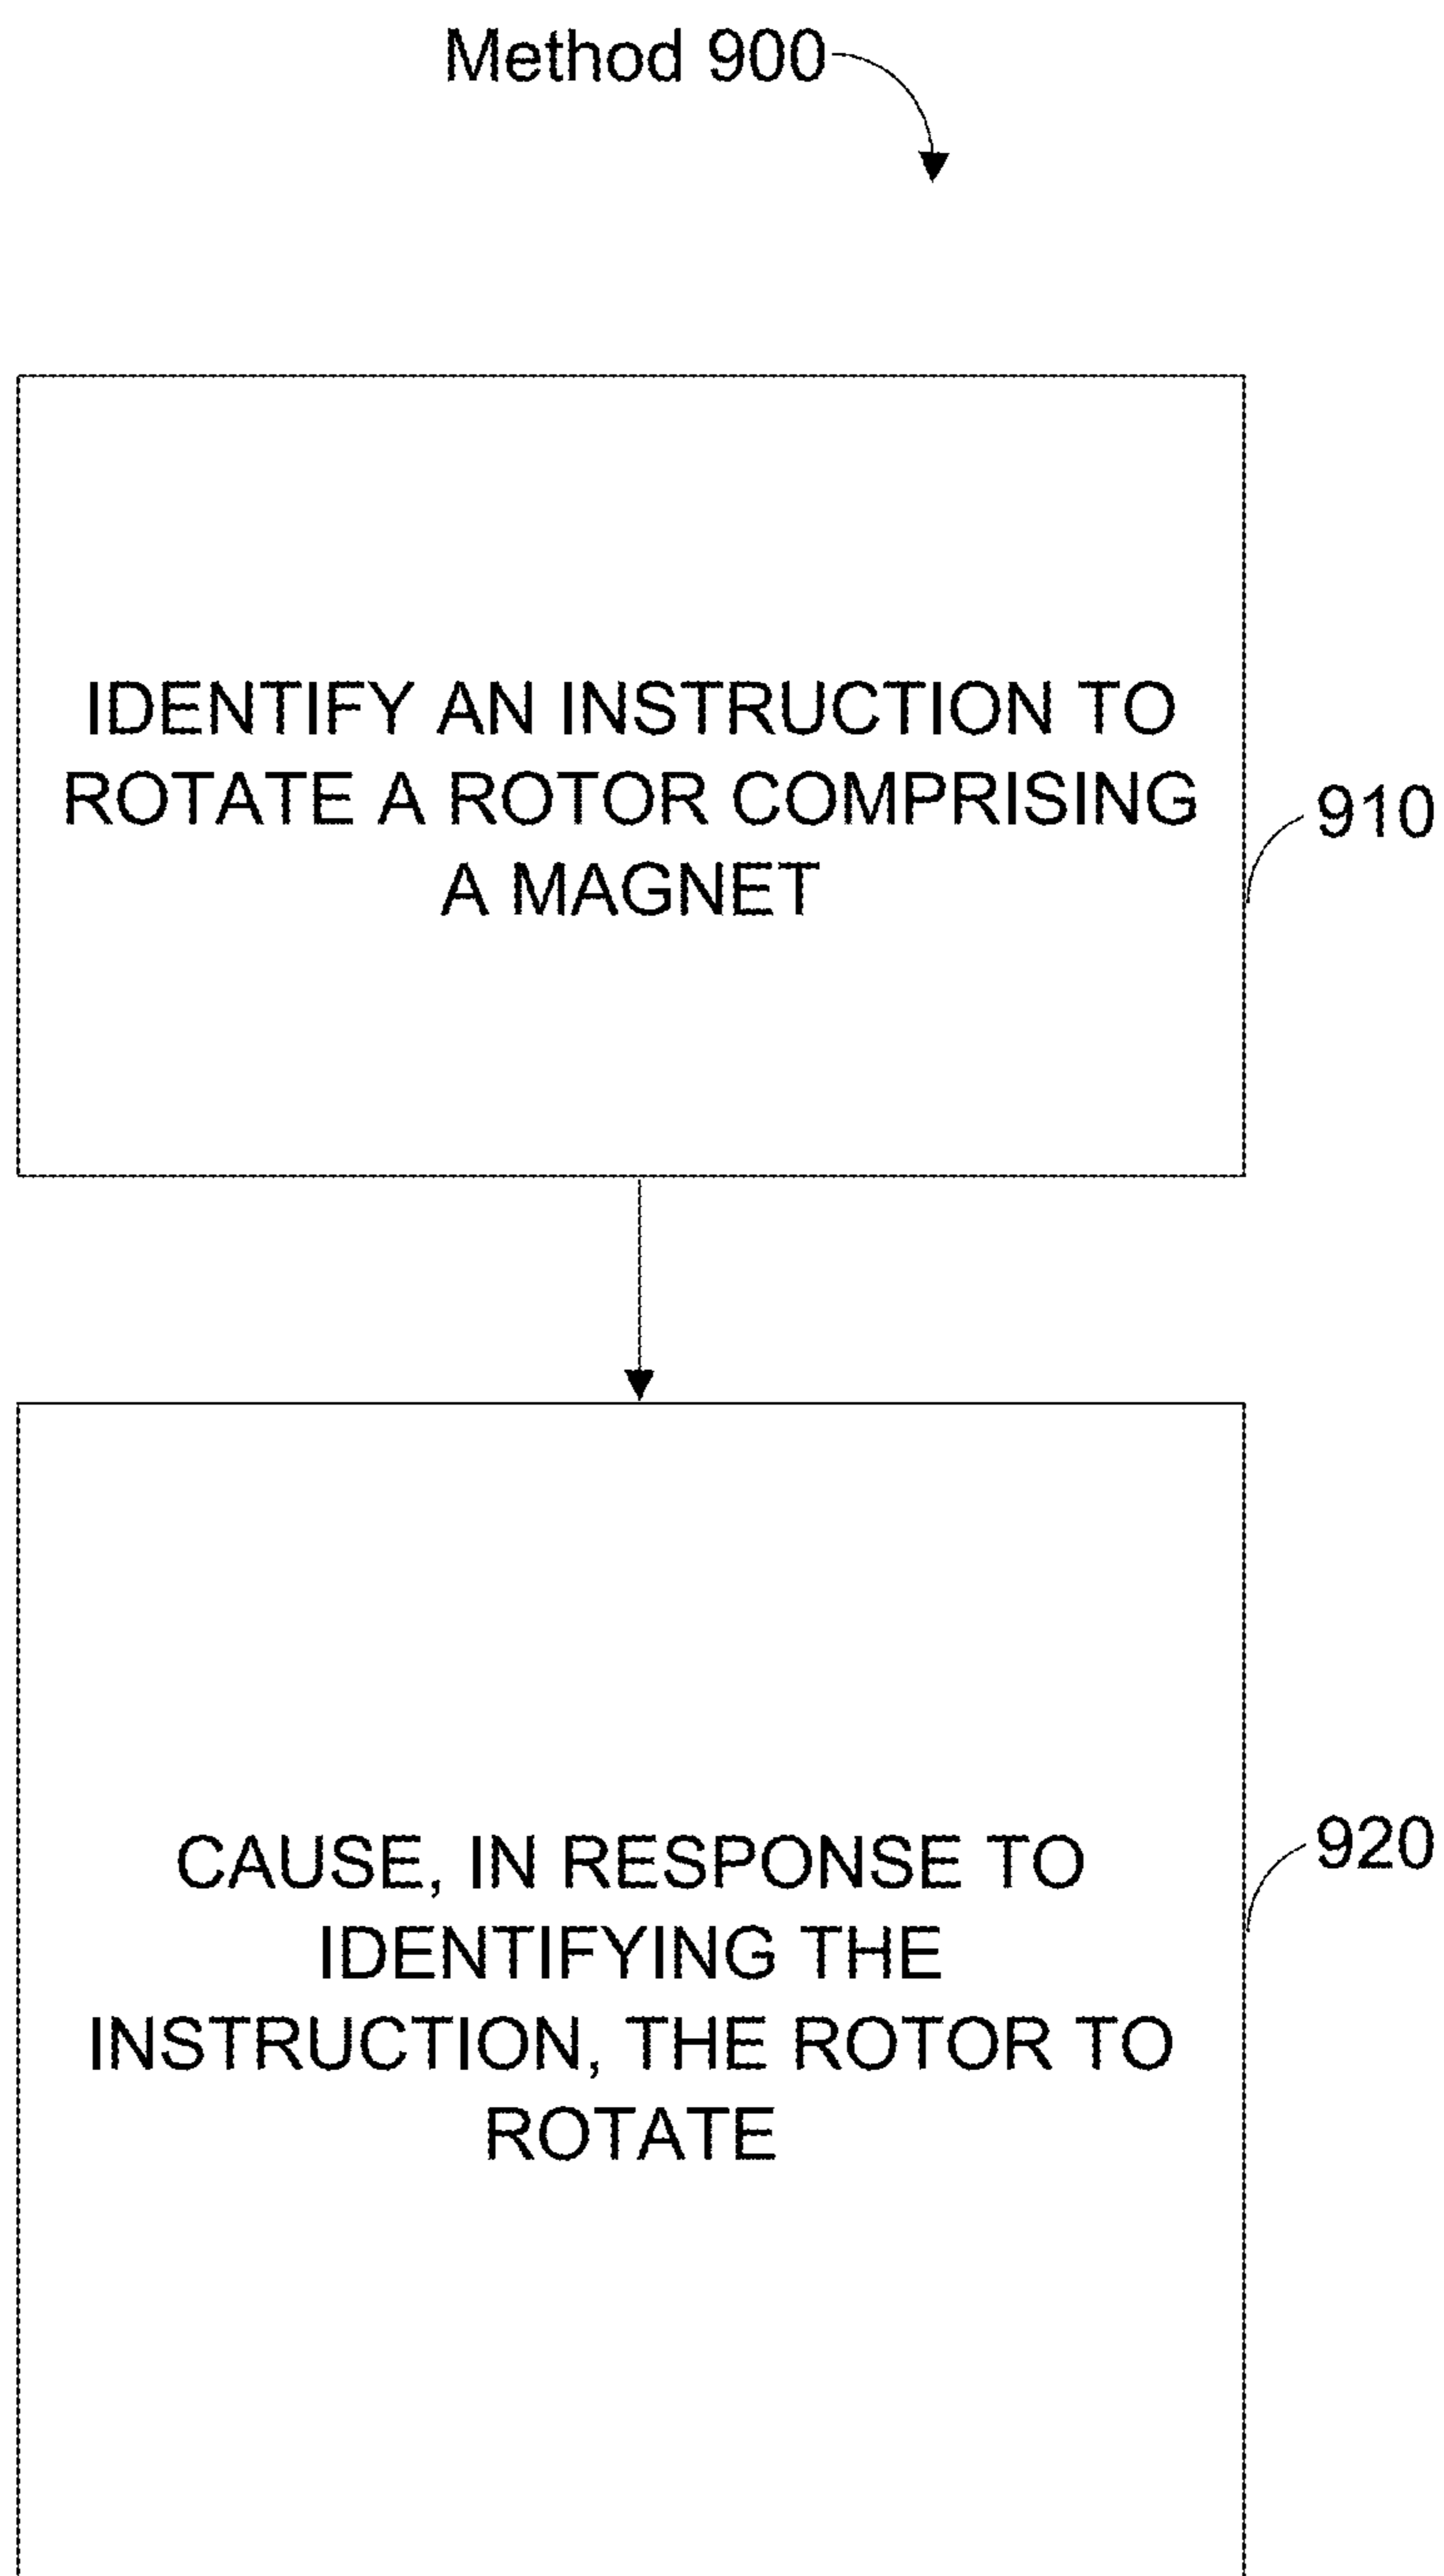 Method 900
IDENTIFY AN INSTRUCTION TO
ROTATE A ROTOR COMPRISING
A MAGNET
910
CAUSE, IN RESPONSE TO
IDENTIFYING THE
INSTRUCTION, THE ROTOR TO
ROTATE
920